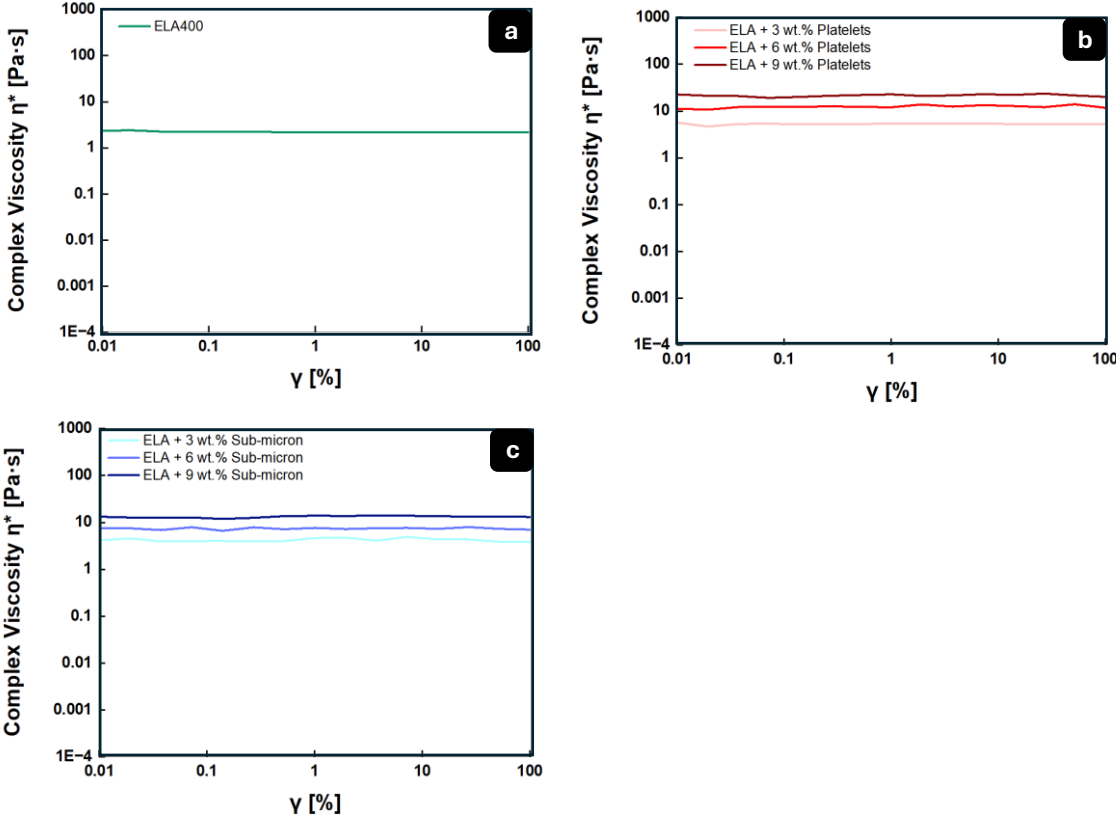 ELA400
a
Complex Viscosity η* [Pa·s]
1000
100
10
1
0.1
0.01
0.001
1E−4
0.01 0.1 1 10 100
γ [%]
ELA + 3 wt.% Platelets
ELA + 6 wt.% Platelets
ELA + 9 wt.% Platelets
b
Complex Viscosity η* [Pa·s]
1000
100
10
1
0.1
0.01
0.001
1E−4
0.01 0.1 1 10 100
γ [%]
ELA + 3 wt.% Sub-micron
ELA + 6 wt.% Sub-micron
ELA + 9 wt.% Sub-micron
c
Complex Viscosity η* [Pa·s]
1000
100
10
1
0.1
0.01
0.001
1E−4
0.01 0.1 1 10 100
γ [%]